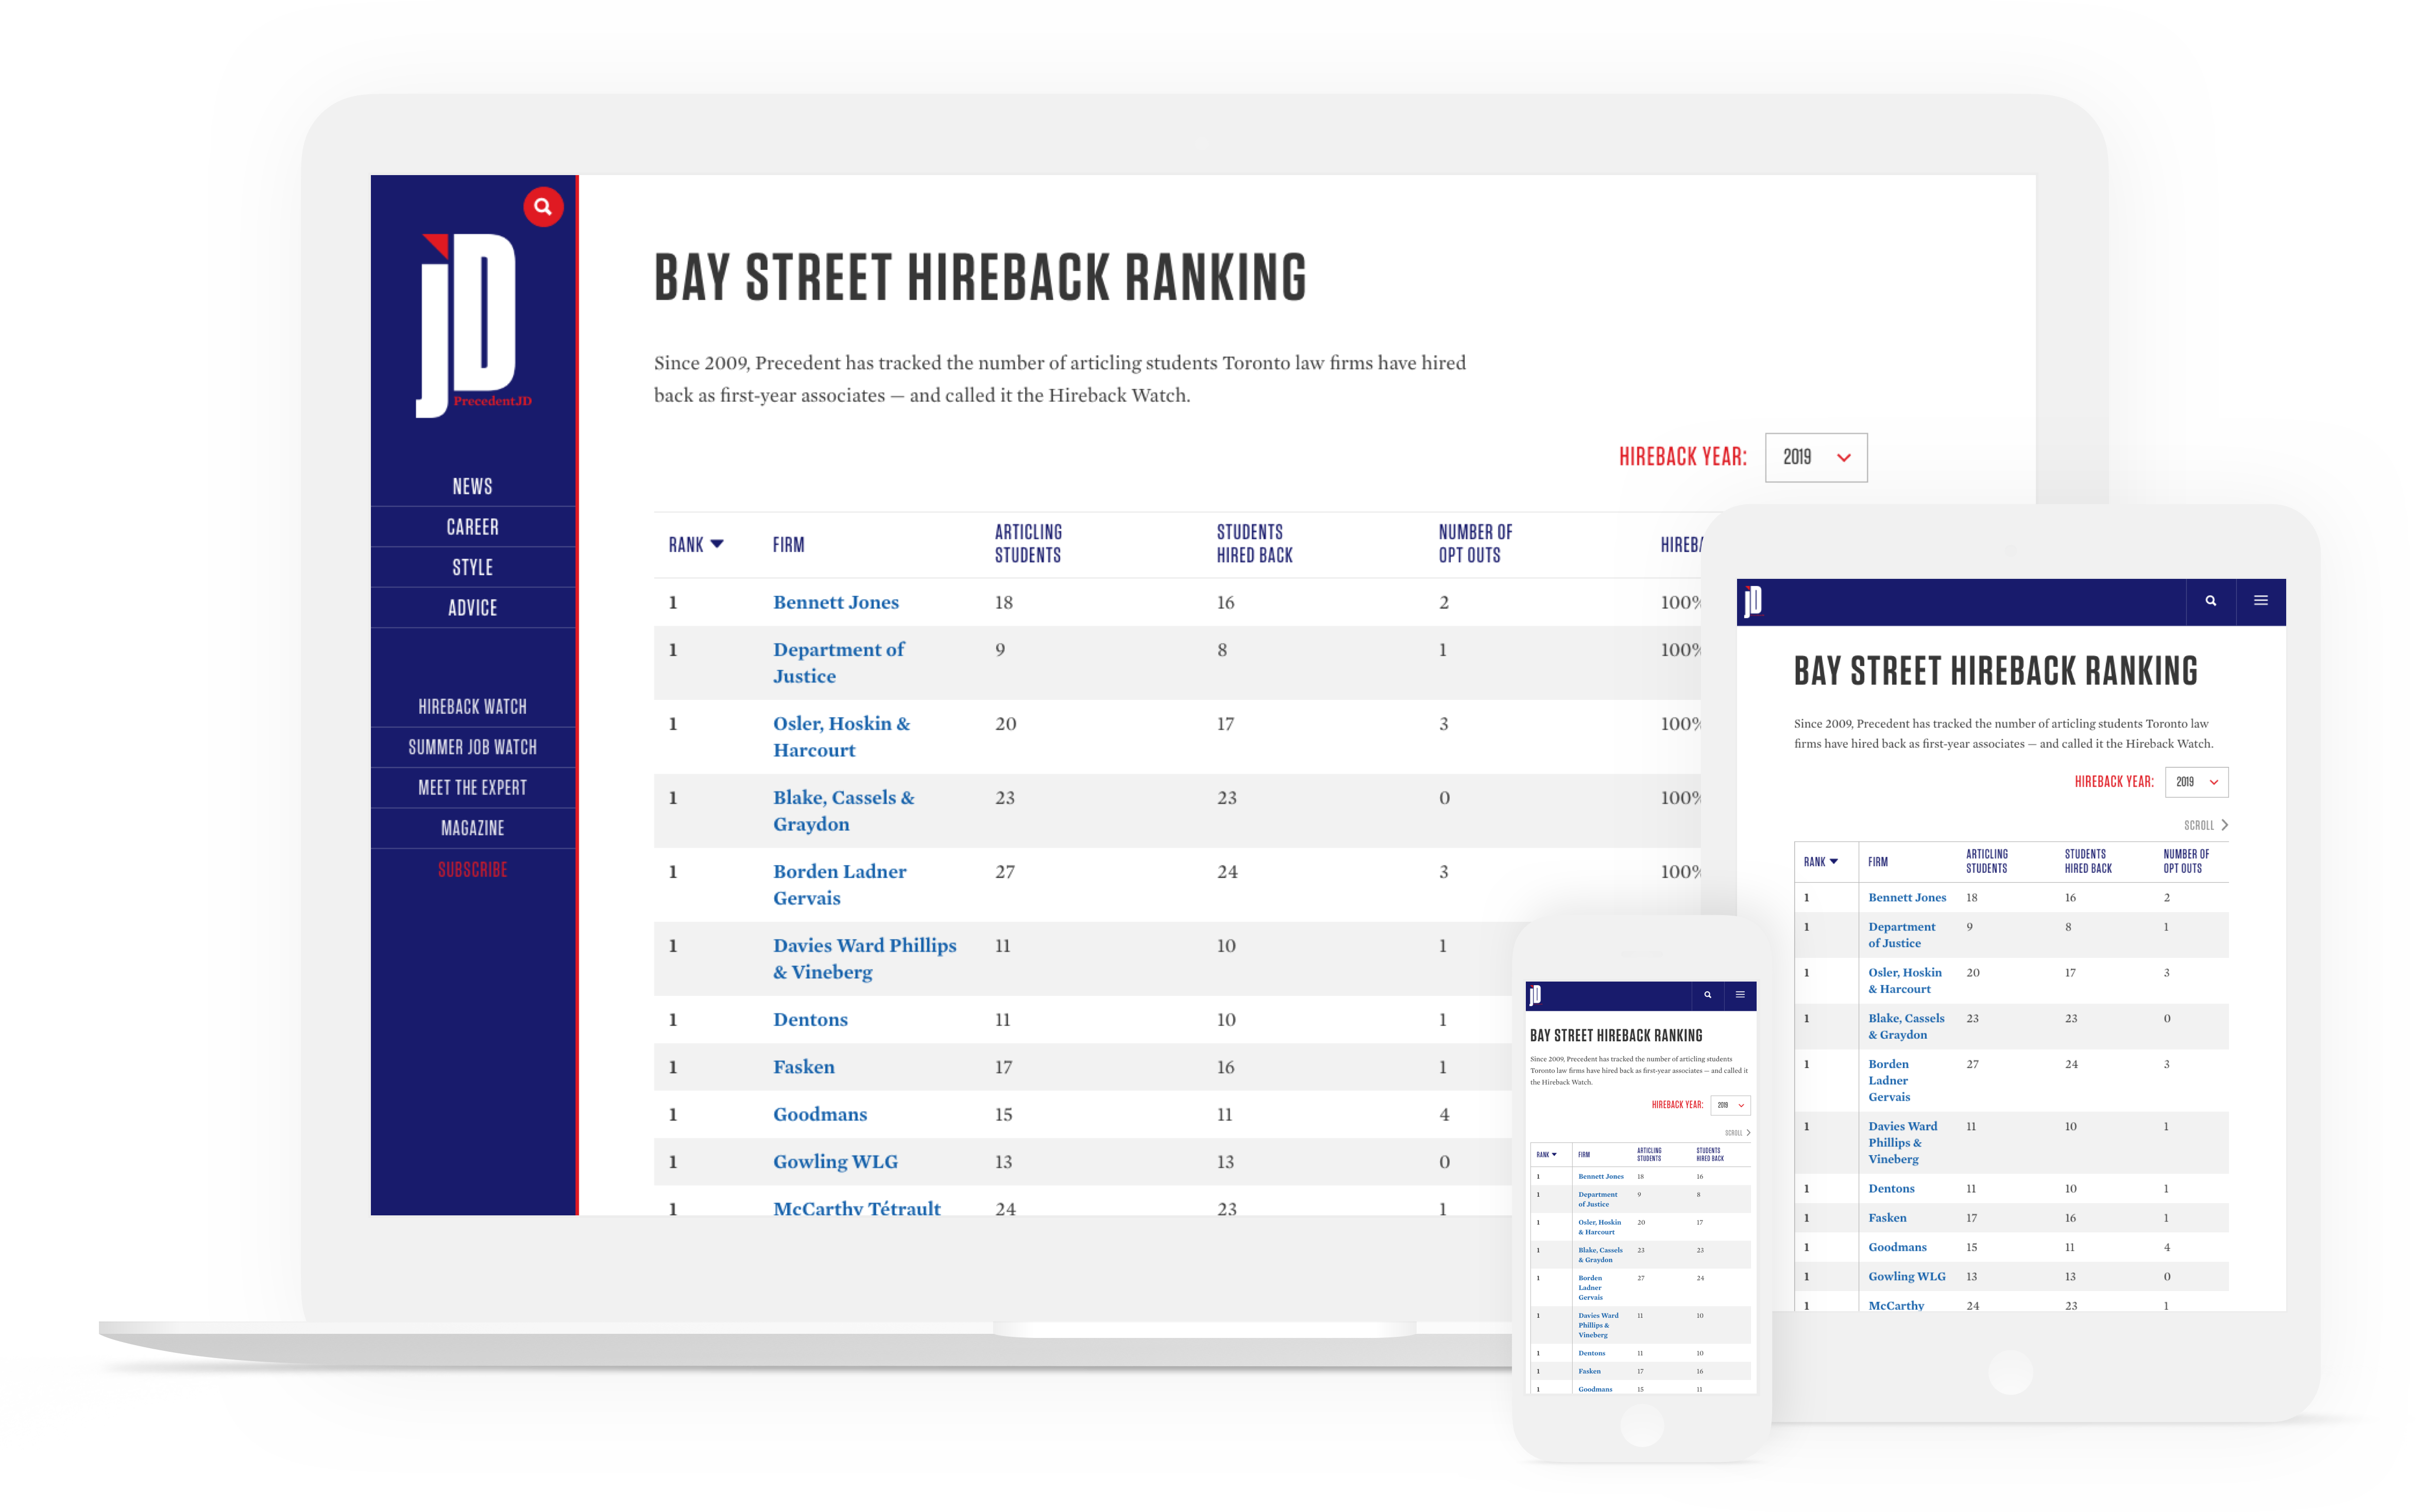 jD
PrecedentJD
NEWS
CAREER
STYLE
ADVICE
HIREBACK WATCH
SUMMER JOB WATCH
MEET THE EXPERT
MAGAZINE
SUBSCRIBE
BAY STREET HIREBACK RANKING
Since 2009, Precedent has tracked the number of articling students Toronto law firms have hired
back as first-year associates — and called it the Hireback Watch.
HIREBACK YEAR: 2019
RANK FIRM ARTICLING STUDENTS STUDENTS HIRED BACK NUMBER OF OPT OUTS
1 Bennett Jones 18 16 2 100%
1 Department of 9 8 1 100%
Justice
1 Osler, Hoskin & 20 17 3 100%
Harcourt
1 Blake, Cassels & 23 23 0 100%
Graydon
1 Borden Ladner 27 24 3 100%
Gervais
1 Davies Ward Phillips 11 10 1
& Vineberg
1 Dentons 11 10 1
1 Fasken 17 16 1
1 Goodmans 15 11 4
1 Gowling WLG 13 13 0
1 McCarthy Tétrault 24 23 1
jD
BAY STREET HIREBACK RANKING
Since 2009, Precedent has tracked the number of articling students Toronto law
firms have hired back as first-year associates — and called it the Hireback Watch.
HIREBACK YEAR: 2019
SCROLL
RANK FIRM ARTICLING STUDENTS STUDENTS HIRED BACK NUMBER OF OPT OUTS
1 Bennett Jones 18 16 2
1 Department 9 8 1
of Justice
1 Osler, Hoskin 20 17 3
& Harcourt
1 Blake, Cassels 23 23 0
& Graydon
1 Borden 27 24 3
Ladner
Gervais
1 Davies Ward 11 10 1
Phillips &
Vineberg
1 Dentons 11 10 1
1 Fasken 17 16 1
1 Goodmans 15 11 4
1 Gowling WLG 13 13 0
1 McCarthy 24 23 1
jD
BAY STREET HIREBACK RANKING
Since 2009, Precedent has tracked the number of articling students
Toronto law firms have hired back as first-year associates — and called it
the Hireback Watch.
HIREBACK YEAR: 2019
SCROLL
RANK FIRM ARTICLING STUDENTS STUDENTS HIRED BACK
1 Bennett Jones 18 16
1 Department 9 8
of Justice
1 Osler, Hoskin 20 17
& Harcourt
1 Blake, Cassels 23 23
& Graydon
1 Borden 27 24
Ladner
Gervais
1 Davies Ward 11 10
Phillips &
Vineberg
1 Dentons 11 10
1 Fasken 17 16
1 Goodmans 15 11